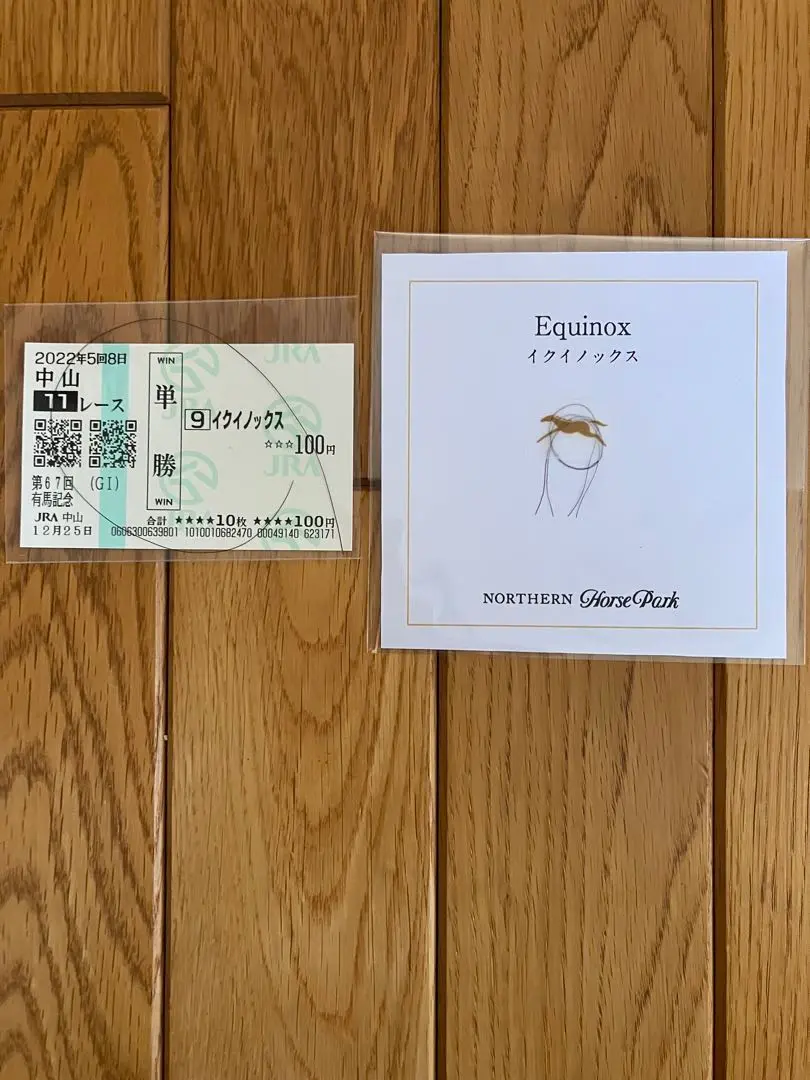 2022年5回8日
中山
11レース
第67回 (GI)
有馬記念
JRA 中山
12月25日
WIN
単勝
WIN
9 イクイノックス
☆☆☆100円
合計 ★★★★10枚 ★★★★100円
0606300639801 1010010682470 00049140 623171
JRA
JRA
Equinox
イクイノックス
NORTHERN Horse Park